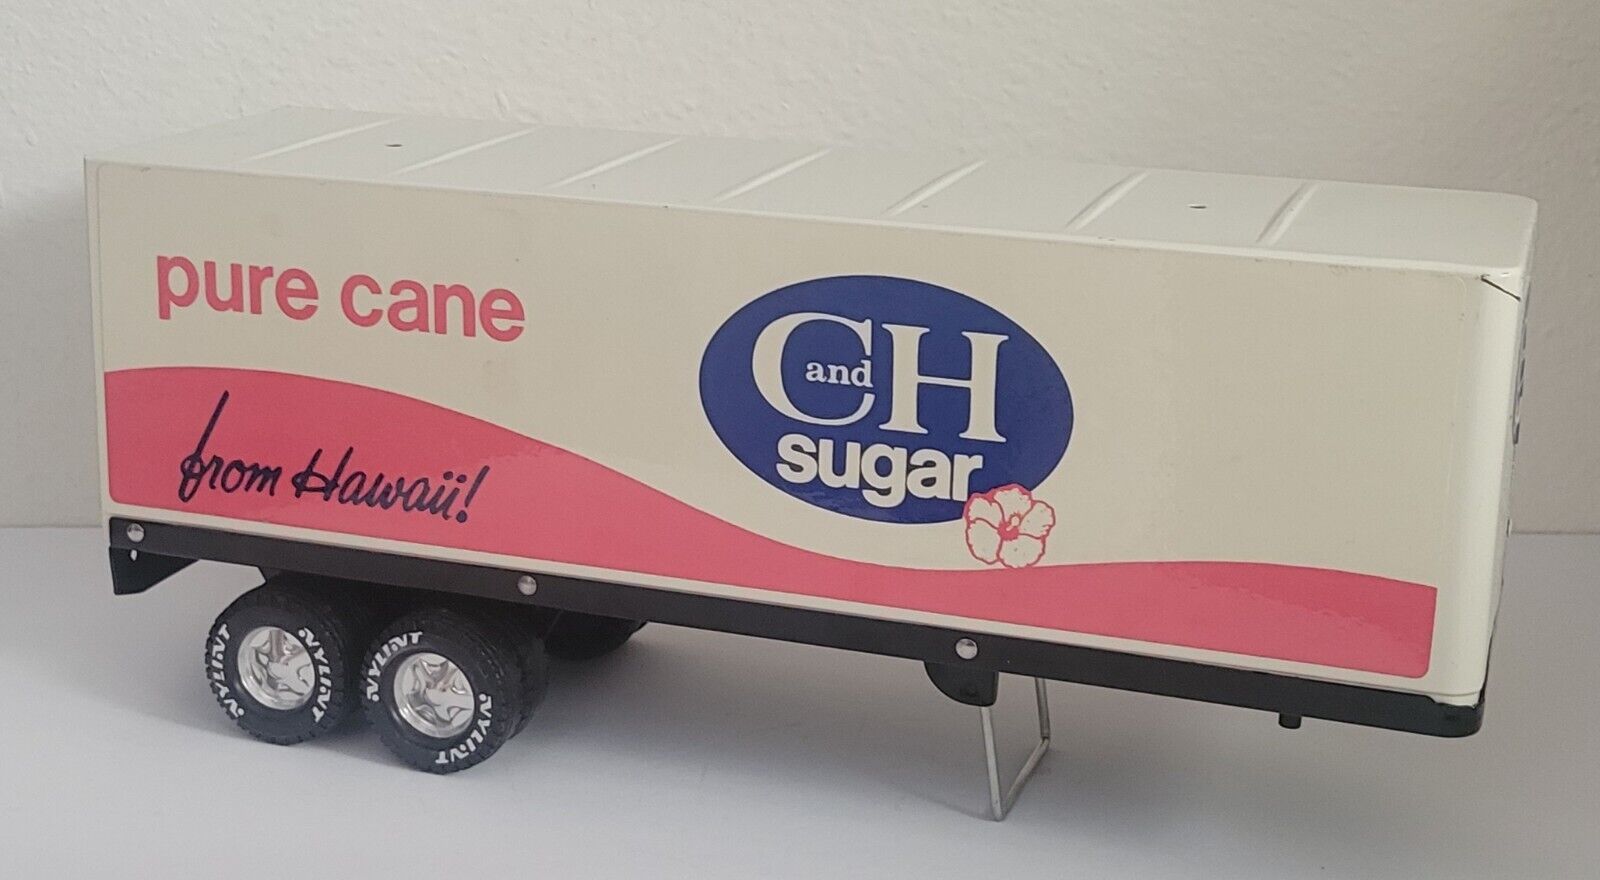 pure cane
from Hawaii!
C and H
sugar
NYLINT
NYLINT
NYLINT
NYLINT